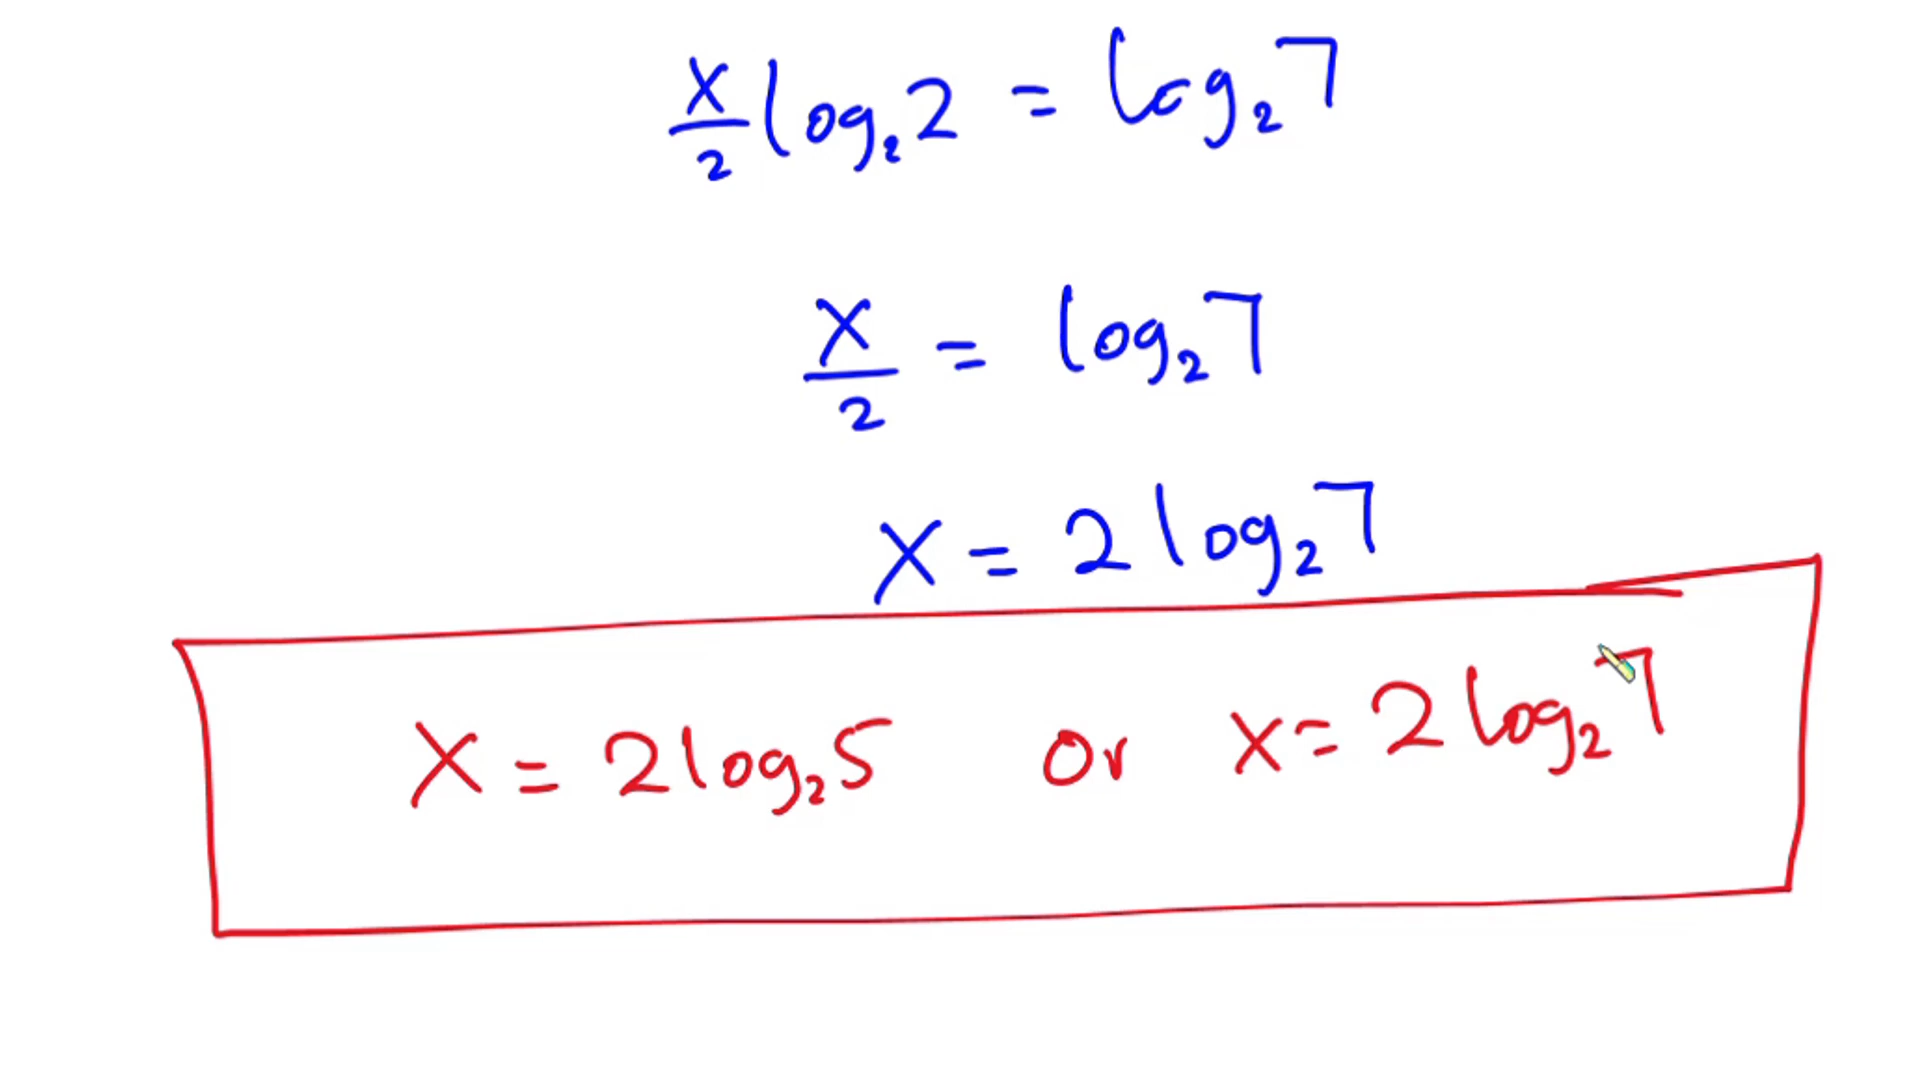 x/2 log₂2 = log₂7
x/2 = log₂7
x = 2log₂7
x = 2log₂5 or x = 2log₂7